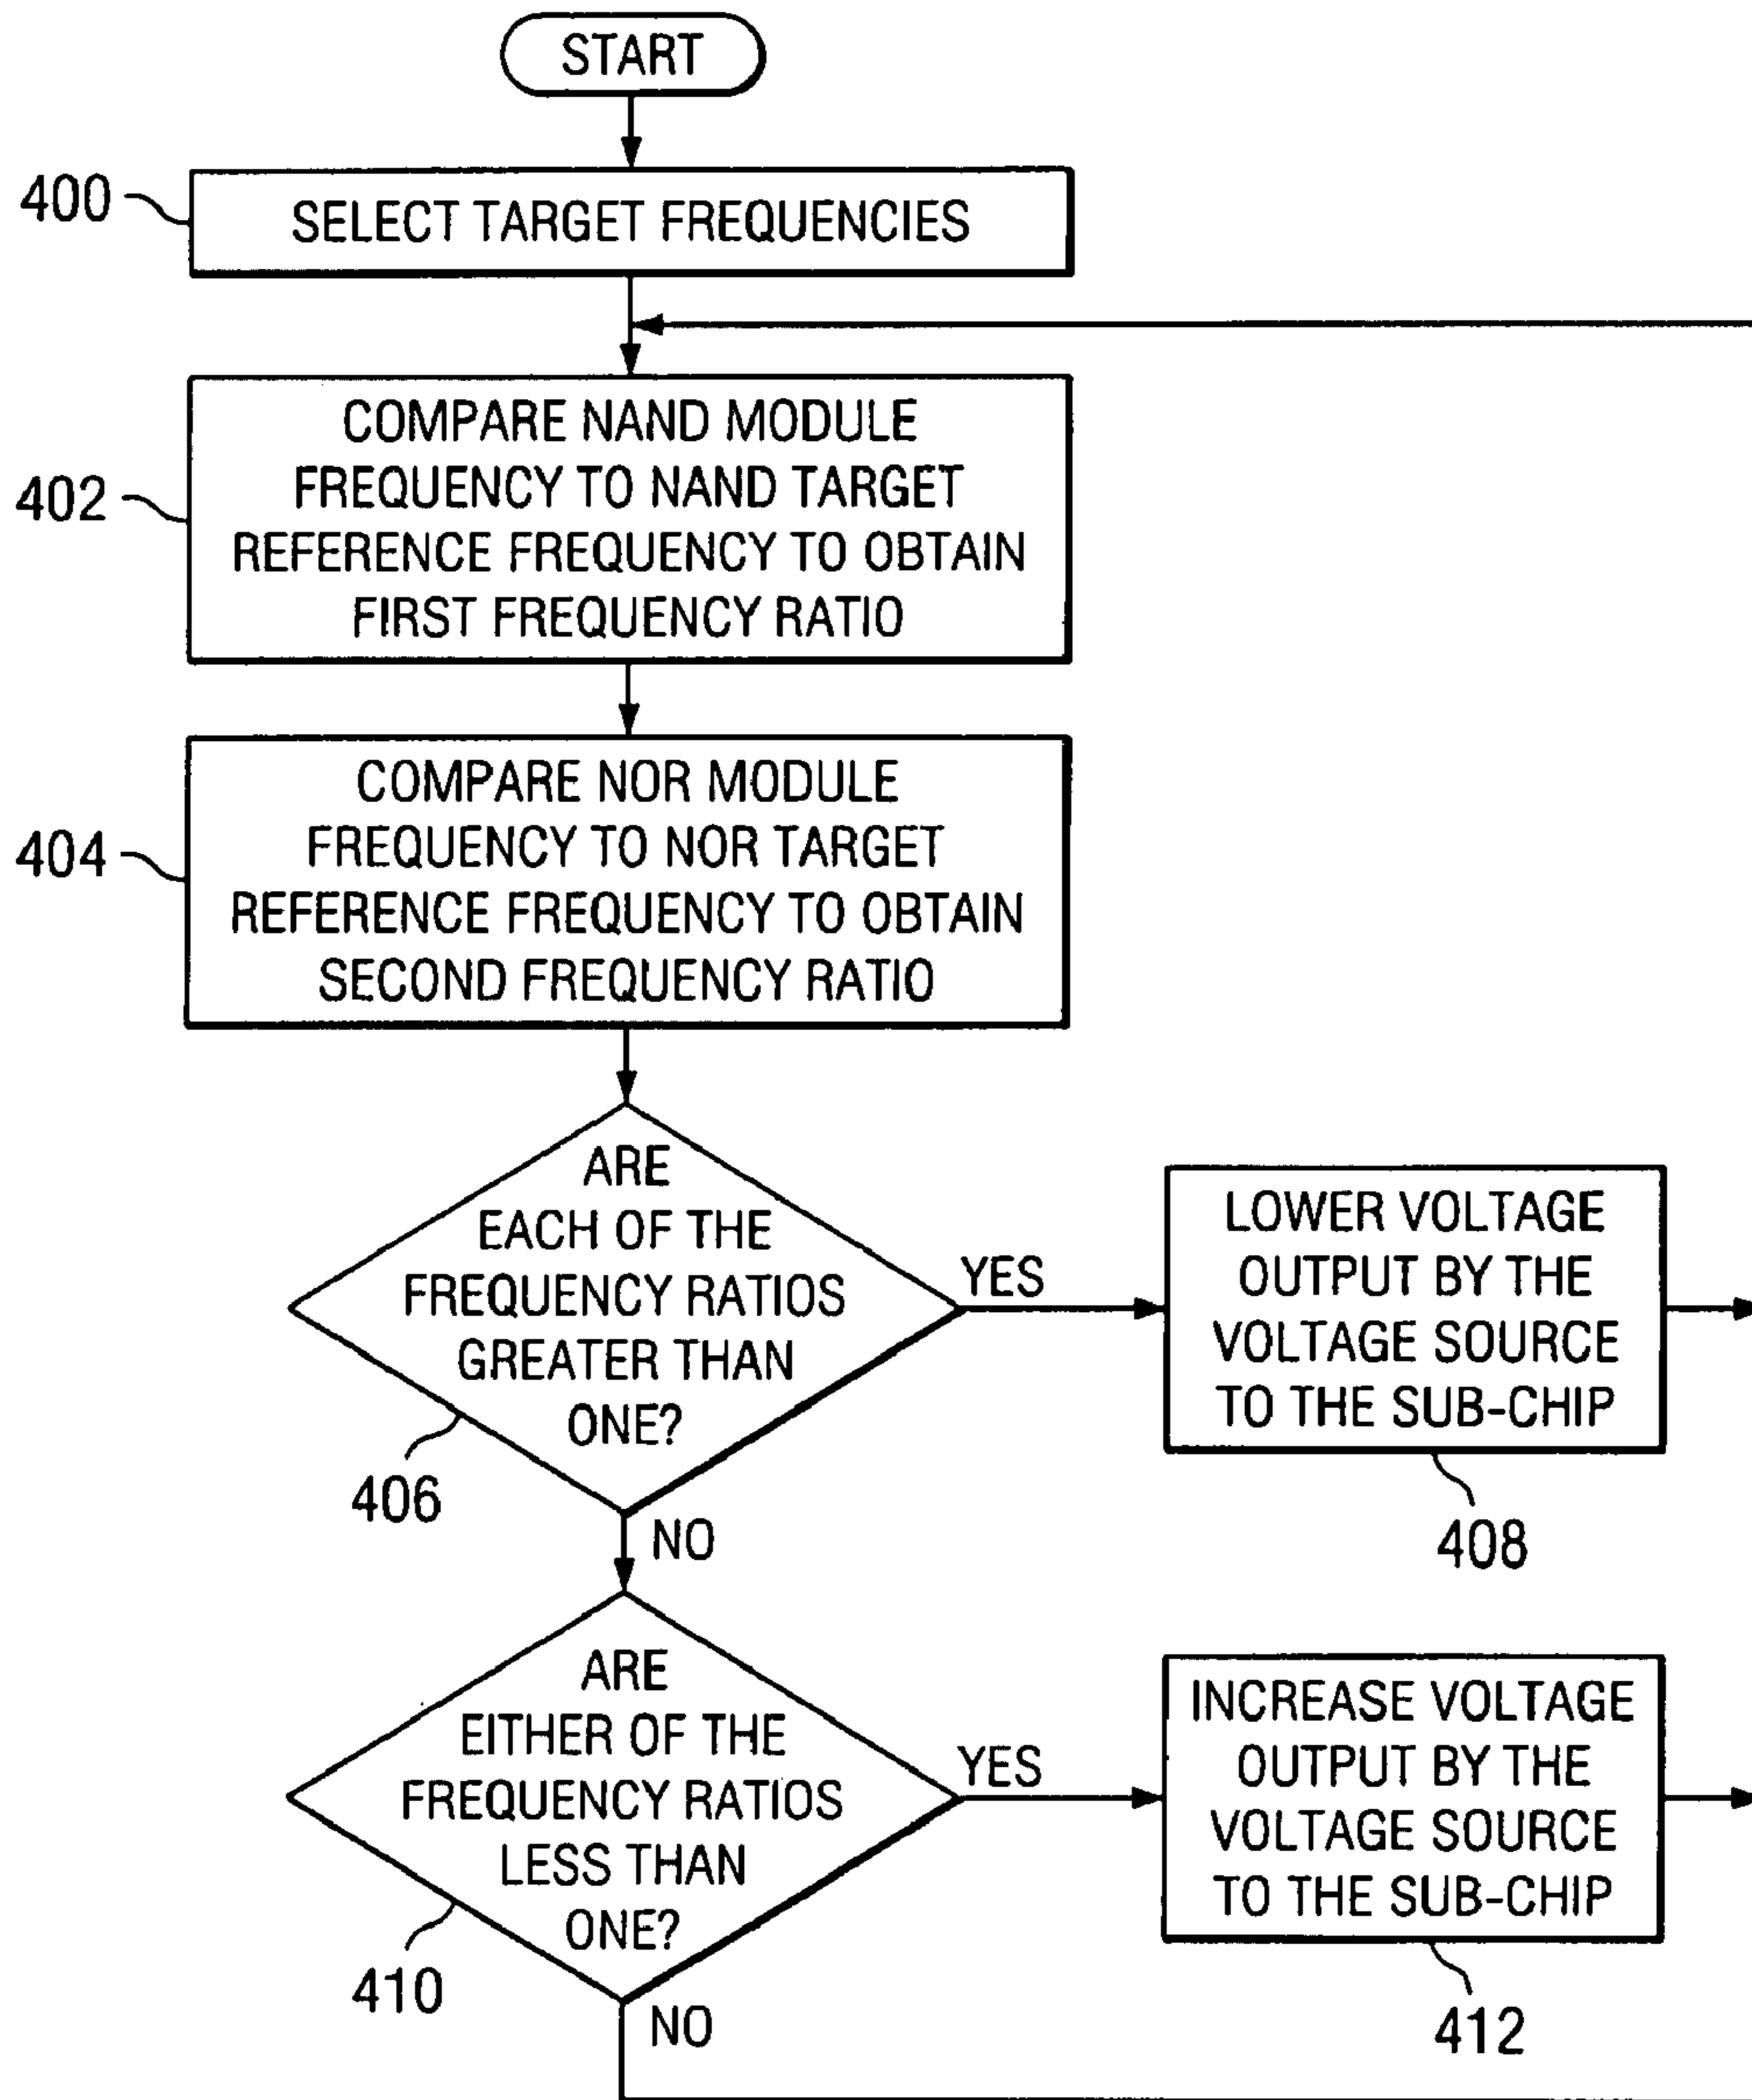 START
400
SELECT TARGET FREQUENCIES
402
COMPARE NAND MODULE
FREQUENCY TO NAND TARGET
REFERENCE FREQUENCY TO OBTAIN
FIRST FREQUENCY RATIO
404
COMPARE NOR MODULE
FREQUENCY TO NOR TARGET
REFERENCE FREQUENCY TO OBTAIN
SECOND FREQUENCY RATIO
ARE
EACH OF THE
FREQUENCY RATIOS
GREATER THAN
ONE?
406
YES
LOWER VOLTAGE
OUTPUT BY THE
VOLTAGE SOURCE
TO THE SUB-CHIP
408
NO
ARE
EITHER OF THE
FREQUENCY RATIOS
LESS THAN
ONE?
410
YES
INCREASE VOLTAGE
OUTPUT BY THE
VOLTAGE SOURCE
TO THE SUB-CHIP
412
NO